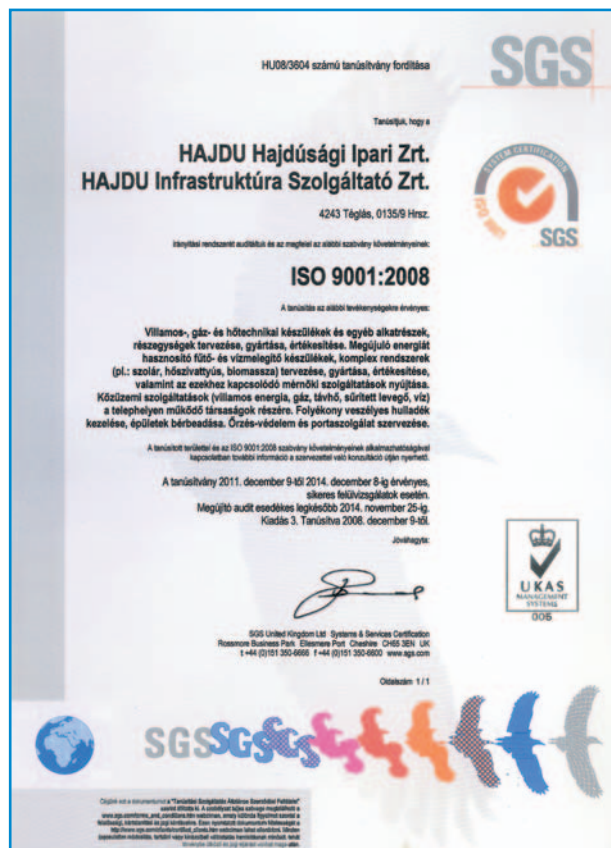 HU08/3604 számú tanúsítvány fordítása
SGS
Tanúsítjuk, hogy a
HAJDU Hajdúsági Ipari Zrt.
HAJDU Infrastruktúra Szolgáltató Zrt.
4243 Téglás, 0135/9 Hrsz.
SYSTEM CERTIFICATION
ISO 9001
SGS
irányítási rendszerét auditáltuk és az megfelel az alábbi szabvány követelményeinek:
ISO 9001:2008
A tanúsítás az alábbi tevékenységekre érvényes:
Villamos-, gáz- és hőtechnikai készülékek és egyéb alkatrészek,
részegységek tervezése, gyártása, értékesítése. Megújuló energiát
hasznosító fűtő- és vízmelegítő készülékek, komplex rendszerek
(pl.: szolár, hőszivattyús, biomassza) tervezése, gyártása, értékesítése,
valamint az ezekhez kapcsolódó mérnöki szolgáltatások nyújtása.
Közüzemi szolgáltatások (villamos energia, gáz, távhő, sűrített levegő, víz)
a telephelyen működő társaságok részére. Folyékony veszélyes hulladék
kezelése, épületek bérbeadása. Őrzés-védelem és portaszolgálat szervezése.
A tanúsított területtel és az ISO 9001:2008 szabvány követelményeinek alkalmazhatóságával
kapcsolatban további információ a szervezettel való konzultáció útján nyerhető.
A tanúsítvány 2011. december 9-től 2014. december 8-ig érvényes,
sikeres felülvizsgálatok esetén.
Megújító audit esedékes legkésőbb 2014. november 25-ig.
Kiadás 3. Tanúsítva 2008. december 9-től.
Jóváhagyta:
UKAS
MANAGEMENT
SYSTEMS
005
SGS United Kingdom Ltd Systems & Services Certification
Rossmore Business Park Ellesmere Port Cheshire CH65 3EN UK
t +44 (0)151 350-6666 f +44 (0)151 350-6600 www.sgs.com
Oldalszám 1 / 1
SGS SGS SGS